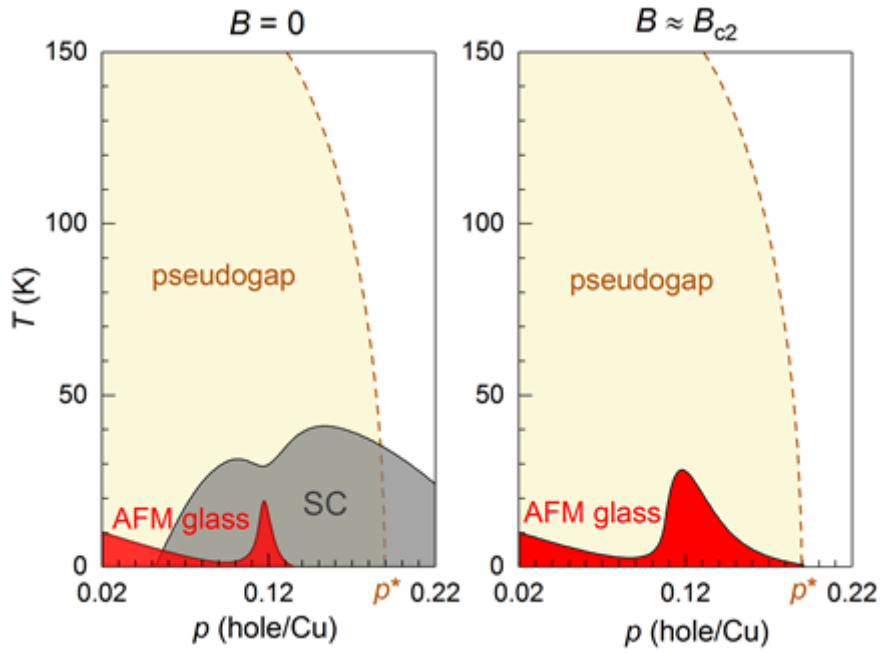 B = 0
150
100
50
0
T (K)
pseudogap
AFM glass
SC
0.02
0.12
p*
0.22
p (hole/Cu)
B ≈ Bc2
150
100
50
0
pseudogap
AFM glass
0.02
0.12
p*
0.22
p (hole/Cu)